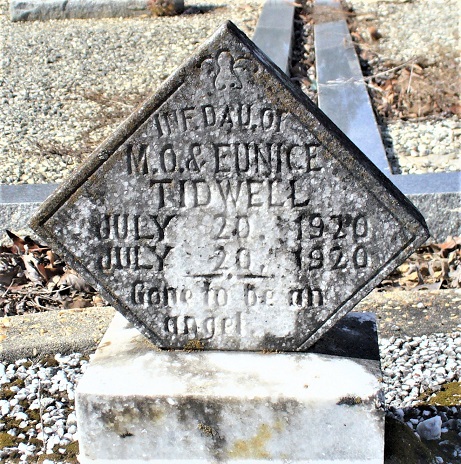 INF. DAU. OF
M.O. & EUNICE
TIDWELL
JULY 20, 1920
JULY 20 1920
Gone to be an
angel.